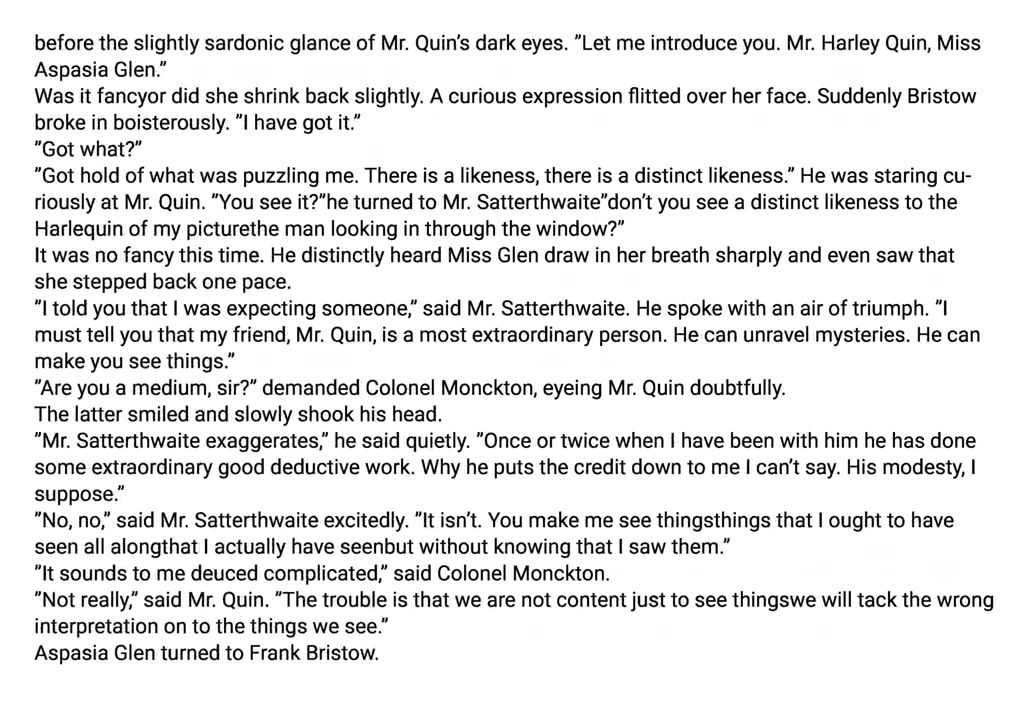 before the slightly sardonic glance of Mr. Quin's dark eyes. "Let me introduce you. Mr. Harley Quin, Miss
Aspasia Glen."
Was it fancyor did she shrink back slightly. A curious expression flitted over her face. Suddenly Bristow
broke in boisterously. "I have got it."
"Got what?"
"Got hold of what was puzzling me. There is a likeness, there is a distinct likeness." He was staring cu-
riously at Mr. Quin. "You see it?"he turned to Mr. Satterthwaite"don't you see a distinct likeness to the
Harlequin of my picturethe man looking in through the window?"
It was no fancy this time. He distinctly heard Miss Glen draw in her breath sharply and even saw that
she stepped back one pace.
"I told you that I was expecting someone," said Mr. Satterthwaite. He spoke with an air of triumph. "I
must tell you that my friend, Mr. Quin, is a most extraordinary person. He can unravel mysteries. He can
make you see things."
"Are you a medium, sir?" demanded Colonel Monckton, eyeing Mr. Quin doubtfully.
The latter smiled and slowly shook his head.
"Mr. Satterthwaite exaggerates," he said quietly. "Once or twice when I have been with him he has done
some extraordinary good deductive work. Why he puts the credit down to me I can't say. His modesty, I
suppose."
"No, no," said Mr. Satterthwaite excitedly. "It isn't. You make me see thingsthings that I ought to have
seen all alongthat I actually have seenbut without knowing that I saw them."
"It sounds to me deuced complicated," said Colonel Monckton.
"Not really," said Mr. Quin. "The trouble is that we are not content just to see thingswe will tack the wrong
interpretation on to the things we see."
Aspasia Glen turned to Frank Bristow.